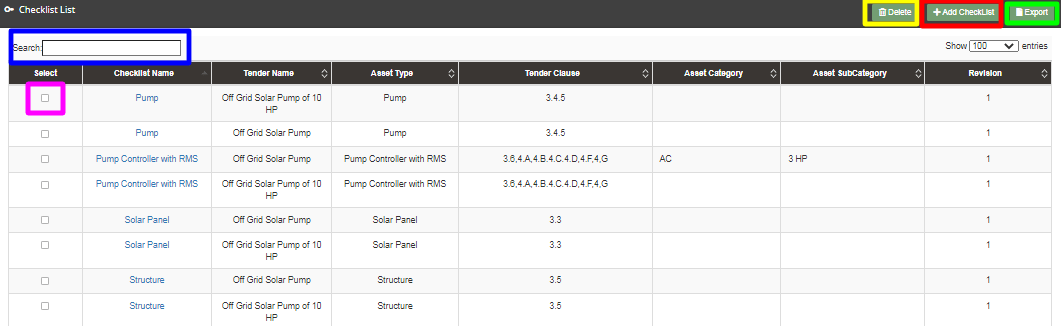 Checklist List
Delete
Add CheckList
Export
Search:
Show 100 entries
Select Checklist Name Tender Name Asset Type Tender Clause Asset Category Asset SubCategory Revision
Pump Off Grid Solar Pump of 10 Pump 3.4.5 1
HP
Pump Off Grid Solar Pump Pump 3.4.5 1
Pump Controller with RMS Off Grid Solar Pump Pump Controller with RMS 3.6,4.A,4.B.4.C.4.D,4.F,4,G AC 3 HP 1
Pump Controller with RMS Off Grid Solar Pump of 10 Pump Controller with RMS 3.6,4.A,4.B.4.C.4.D,4.F,4,G 1
HP
Solar Panel Off Grid Solar Pump Solar Panel 3.3 1
Solar Panel Off Grid Solar Pump of 10 Solar Panel 3.3 1
HP
Structure Off Grid Solar Pump Structure 3.5 1
Structure Off Grid Solar Pump of 10 Structure 3.5 1
HP